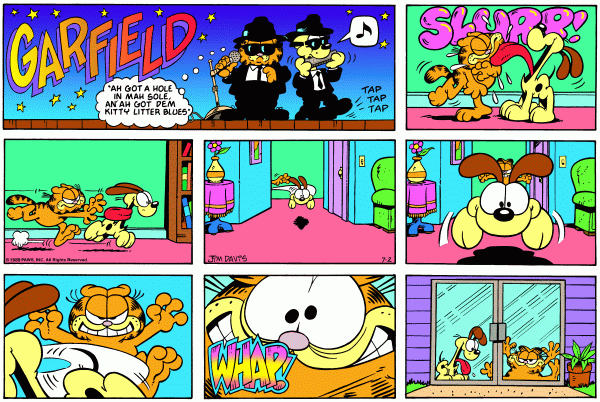 GARFIELD
"AH GOT A HOLE
IN MAH SOLE,
AN' AH GOT DEM
KITTY LITTER BLUES"
TAP
TAP
TAP
SLURP!
© 1989 PAWS, INC. All Rights Reserved.
JIM DAVIS
7-2
WHAP!